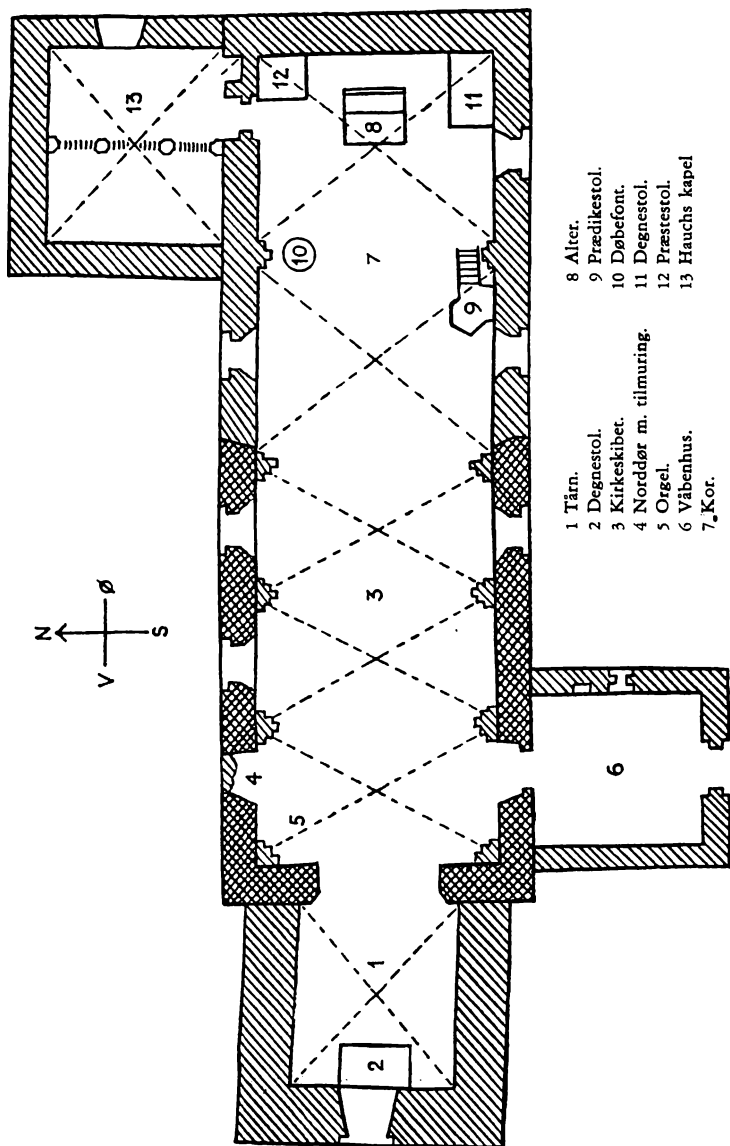 N
V
Ø
S
13
12
11
8
10
7
9
3
4
5
6
1
2
1 Tårn.
2 Degnestol.
3 Kirkeskibet.
4 Norddør m. tilmuring.
5 Orgel.
6 Våbenhus.
7 Kor.
8 Alter.
9 Prædikestol.
10 Døbefont.
11 Degnestol.
12 Præstestol.
13 Hauchs kapel